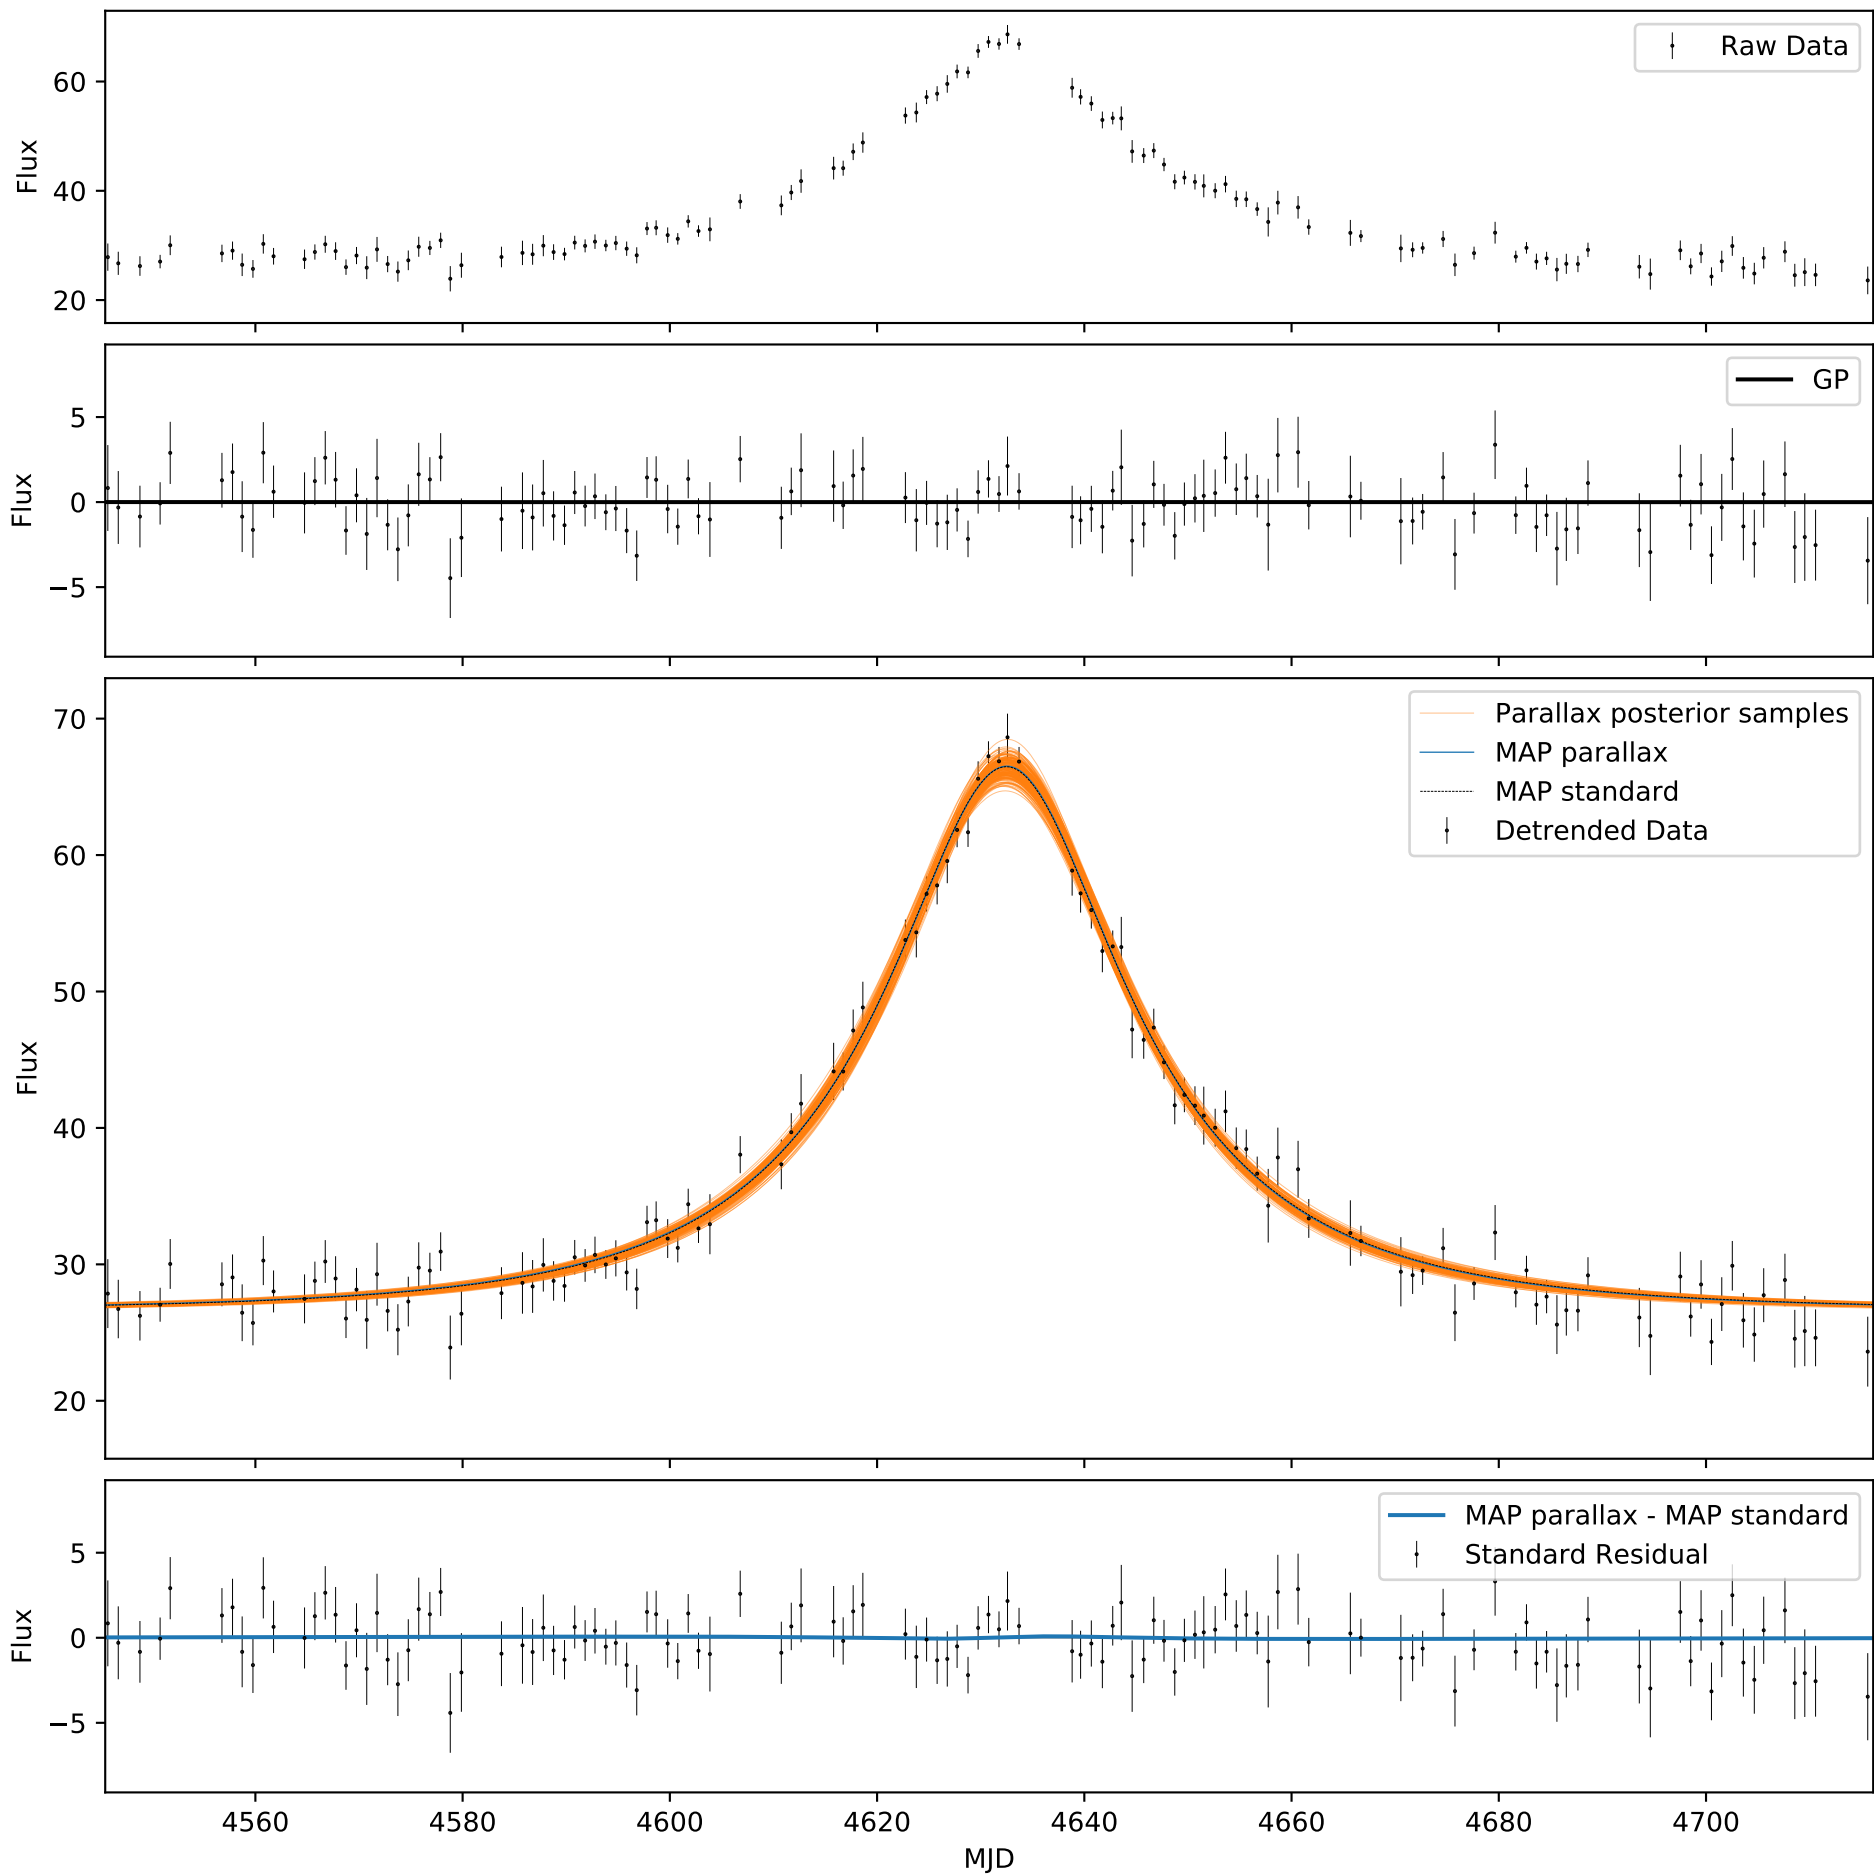 Flux
60
40
20
Raw Data
Flux
5
0
−5
GP
Flux
70
60
50
40
30
20
Parallax posterior samples
MAP parallax
MAP standard
Detrended Data
Flux
5
0
−5
MAP parallax - MAP standard
Standard Residual
4560 4580 4600 4620 4640 4660 4680 4700
MJD